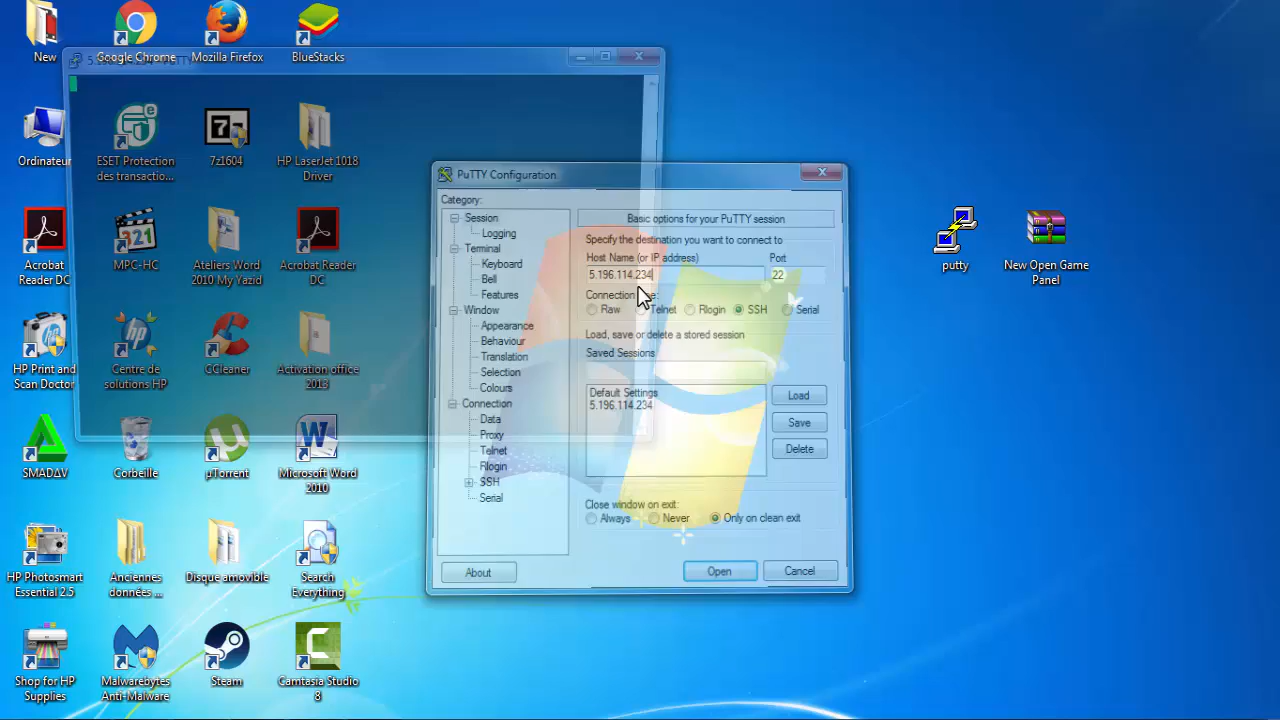 New
Google Chrome
Mozilla Firefox
BlueStacks
Ordinateur
ESET Protection
des transactio...
7z1604
HP LaserJet 1018
Driver
Acrobat
Reader DC
MPC-HC
Ateliers Word
2010 My Yazid
Acrobat Reader
DC
HP Print and
Scan Doctor
Centre de
solutions HP
CCleaner
Activation office
2013
SMADΔV
Corbeille
µTorrent
Microsoft Word
2010
HP Photosmart
Essential 2.5
Anciennes
données ...
Disque amovible
Search
Everything
Shop for HP
Supplies
Malwarebytes
Anti-Malware
Steam
Camtasia Studio
8
PuTTY Configuration
Category:
Session
Logging
Terminal
Keyboard
Bell
Features
Window
Appearance
Behaviour
Translation
Selection
Colours
Connection
Data
Proxy
Telnet
Rlogin
SSH
Serial
Basic options for your PuTTY session
Specify the destination you want to connect to
Host Name (or IP address) Port
5.196.114.234 22
Connection
Raw Telnet Rlogin SSH Serial
Load, save or delete a stored session
Saved Sessions
Default Settings
5.196.114.234
Load
Save
Delete
Close window on exit:
Always Never Only on clean exit
About
Open
Cancel
putty
New Open Game
Panel